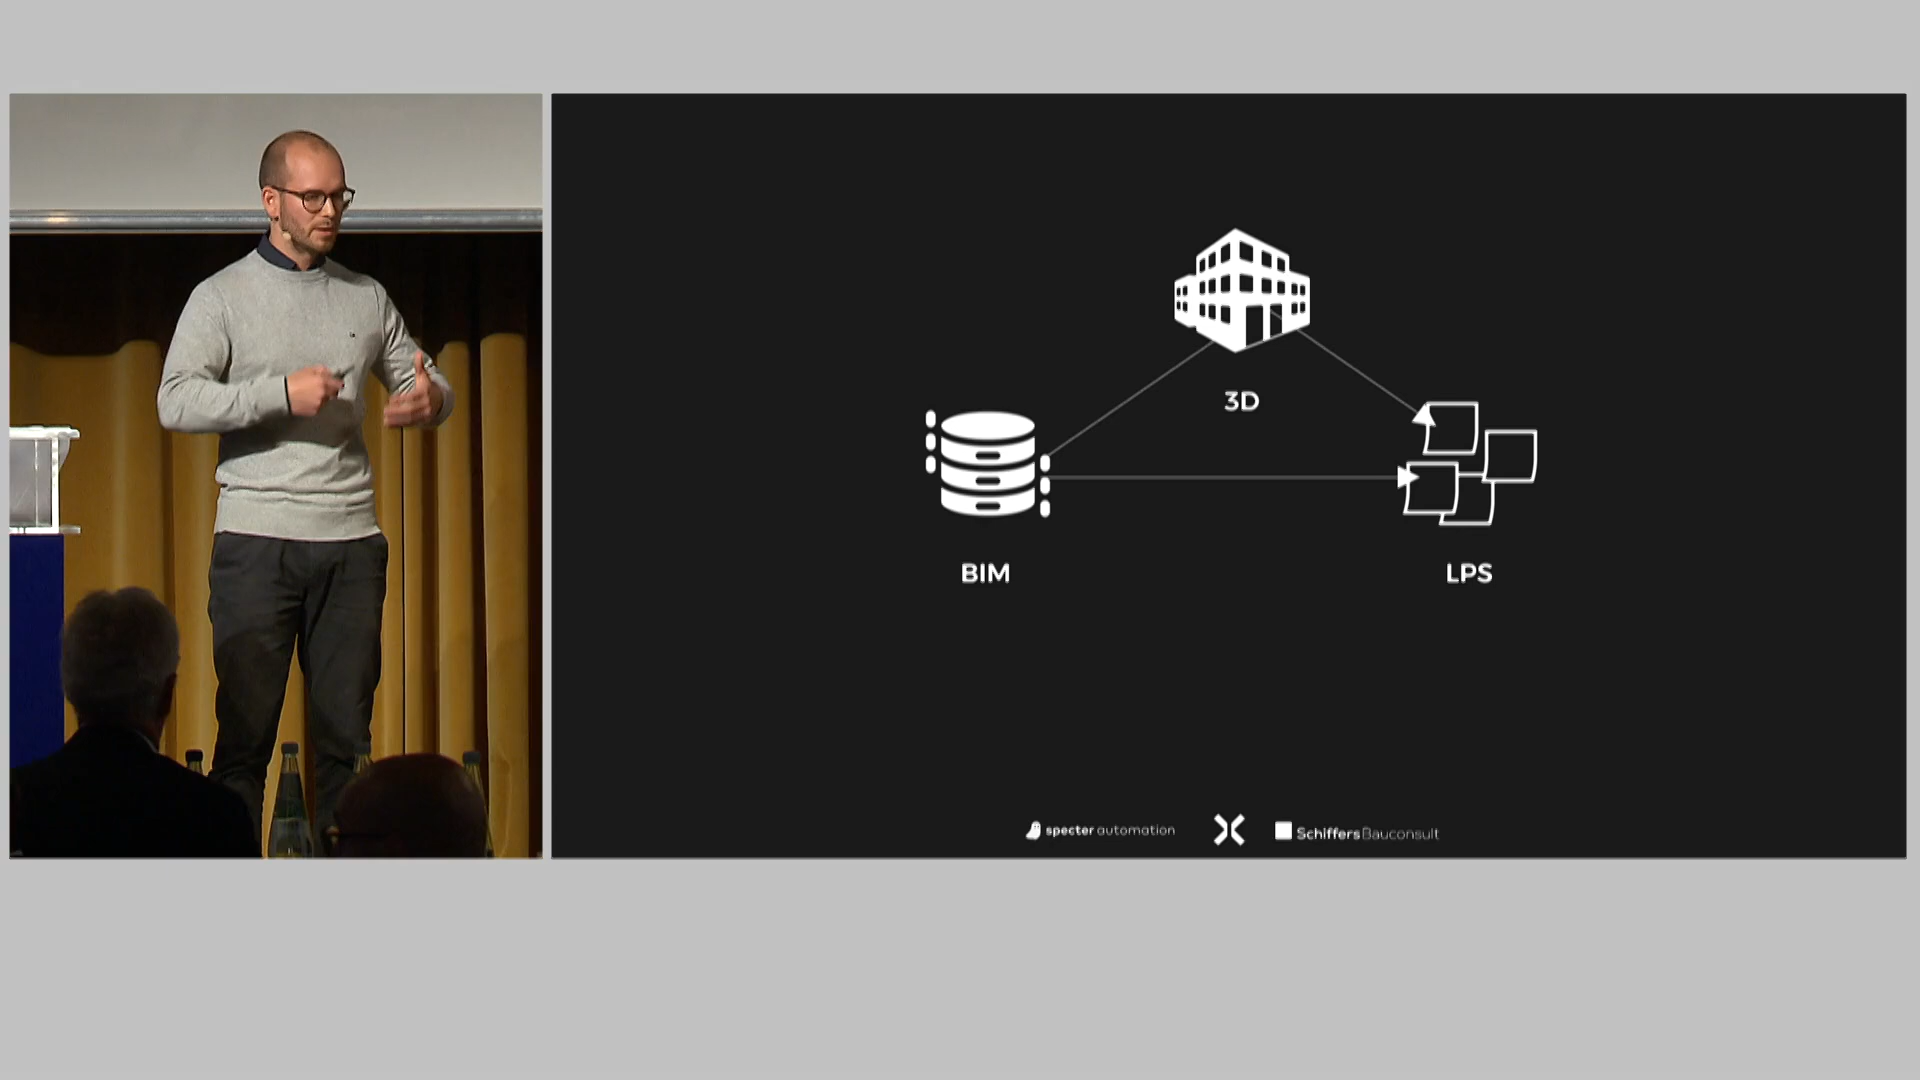 3D
BIM
LPS
specter automation
Schiffers Bauconsult